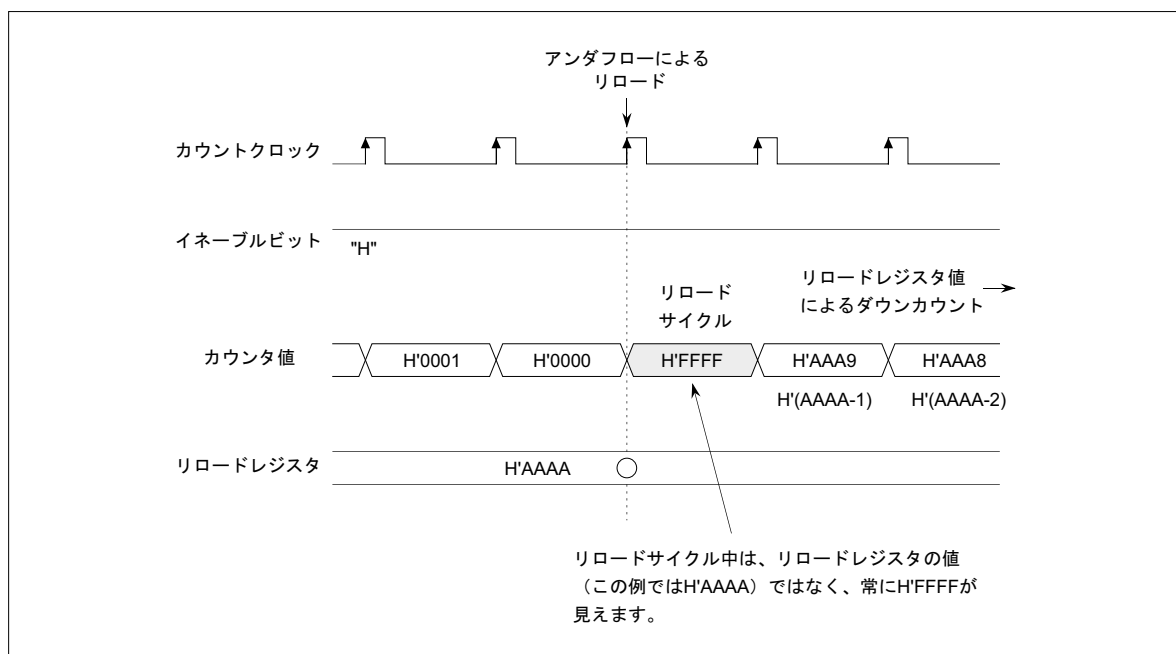 アンダフローによる
リロード
カウントクロック
イネーブルビット
"H"
リロード
サイクル
リロードレジスタ値
によるダウンカウント
カウンタ値
H'0001
H'0000
H'FFFF
H'AAA9
H'AAA8
H'(AAAA-1)
H'(AAAA-2)
リロードレジスタ
H'AAAA
リロードサイクル中は、リロードレジスタの値
（この例ではH'AAAA）ではなく、常にH'FFFFが
見えます。